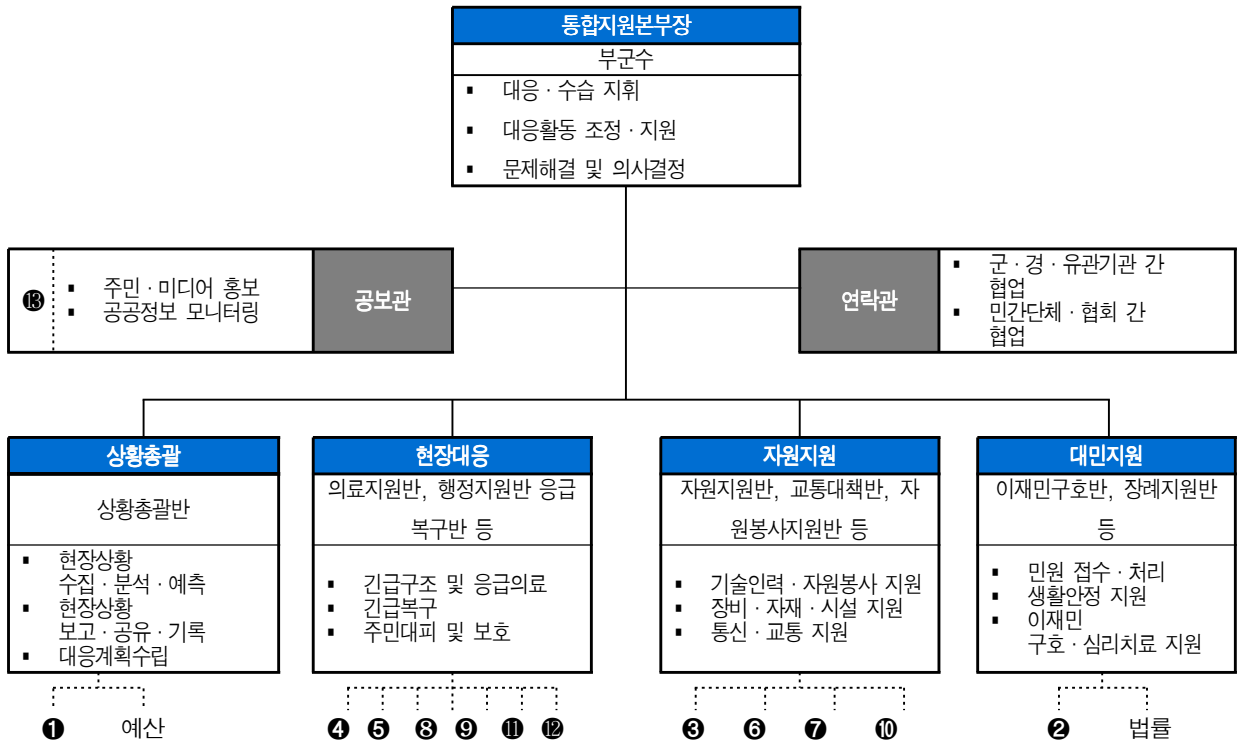 통합지원본부장
부군수
▪ 대응 · 수습 지휘
▪ 대응활동 조정 · 지원
▪ 문제해결 및 의사결정
⓭
▪ 주민 · 미디어 홍보
▪ 공공정보 모니터링
공보관
연락관
▪ 군 · 경 · 유관기관 간
협업
▪ 민간단체 · 협회 간
협업
상황총괄
상황총괄반
▪ 현장상황
수집 · 분석 · 예측
▪ 현장상황
보고 · 공유 · 기록
▪ 대응계획수립
❶ 예산
현장대응
의료지원반, 행정지원반 응급
복구반 등
▪ 긴급구조 및 응급의료
▪ 긴급복구
▪ 주민대피 및 보호
❹ ❺ ❽ ❾ ⓫ ⓬
자원지원
자원지원반, 교통대책반, 자
원봉사지원반 등
▪ 기술인력 · 자원봉사 지원
▪ 장비 · 자재 · 시설 지원
▪ 통신 · 교통 지원
❸ ❻ ❼ ❿
대민지원
이재민구호반, 장례지원반
등
▪ 민원 접수 · 처리
▪ 생활안정 지원
▪ 이재민
구호 · 심리치료 지원
❷ 법률